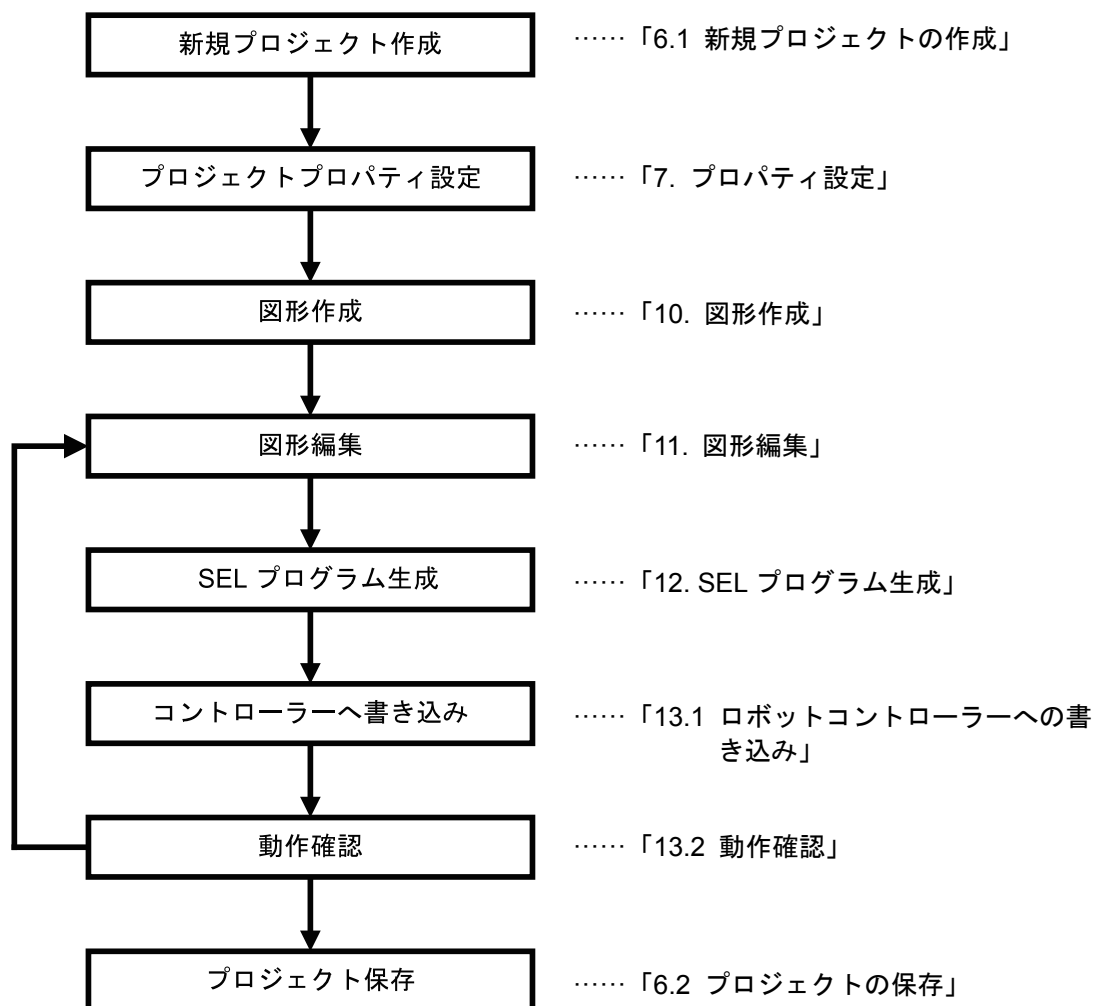 新規プロジェクト作成 ……「6.1 新規プロジェクトの作成」
プロジェクトプロパティ設定 ……「7. プロパティ設定」
図形作成 ……「10. 図形作成」
図形編集 ……「11. 図形編集」
SEL プログラム生成 ……「12. SEL プログラム生成」
コントローラーへ書き込み ……「13.1 ロボットコントローラーへの書
き込み」
動作確認 ……「13.2 動作確認」
プロジェクト保存 ……「6.2 プロジェクトの保存」